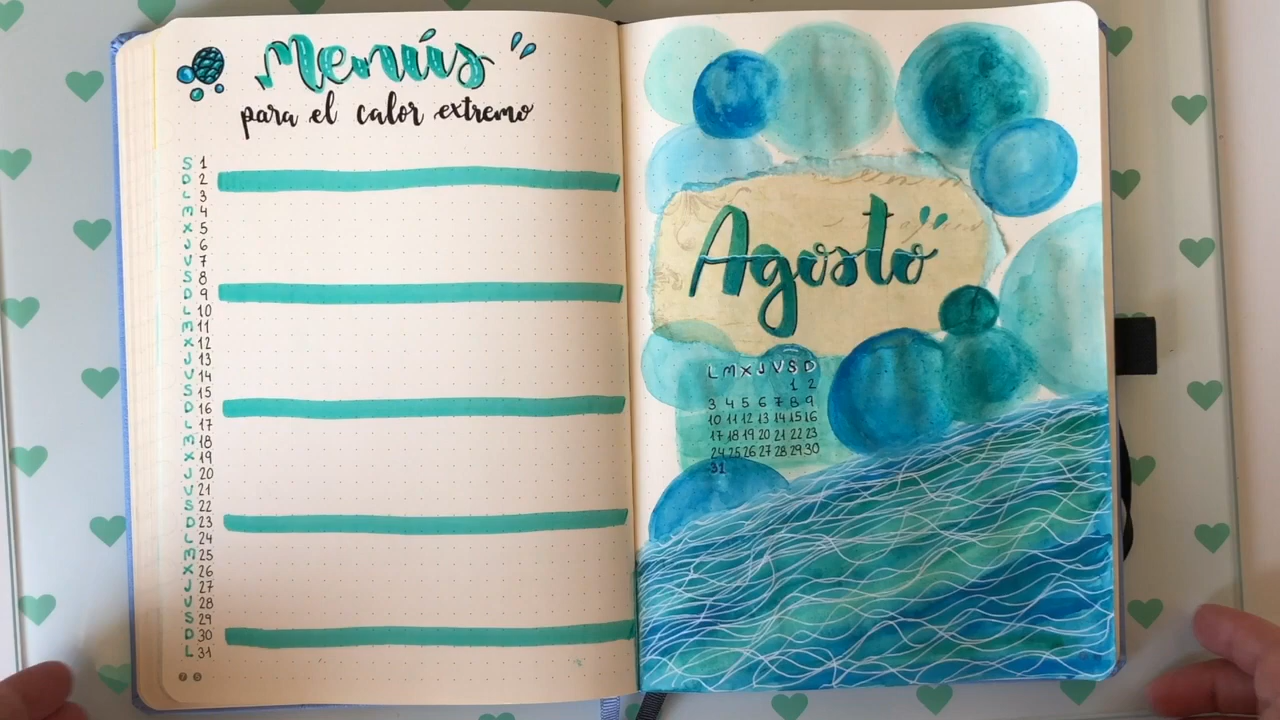 Menús
para el calor extremo
S 1
D 2
L 3
M 4
X 5
J 6
V 7
S 8
D 9
L 10
M 11
X 12
J 13
V 14
S 15
D 16
L 17
M 18
X 19
J 20
V 21
S 22
D 23
L 24
M 25
X 26
J 27
V 28
S 29
D 30
L 31
Agosto
L M X J V S D
1 2
3 4 5 6 7 8 9
10 11 12 13 14 15 16
17 18 19 20 21 22 23
24 25 26 27 28 29 30
31